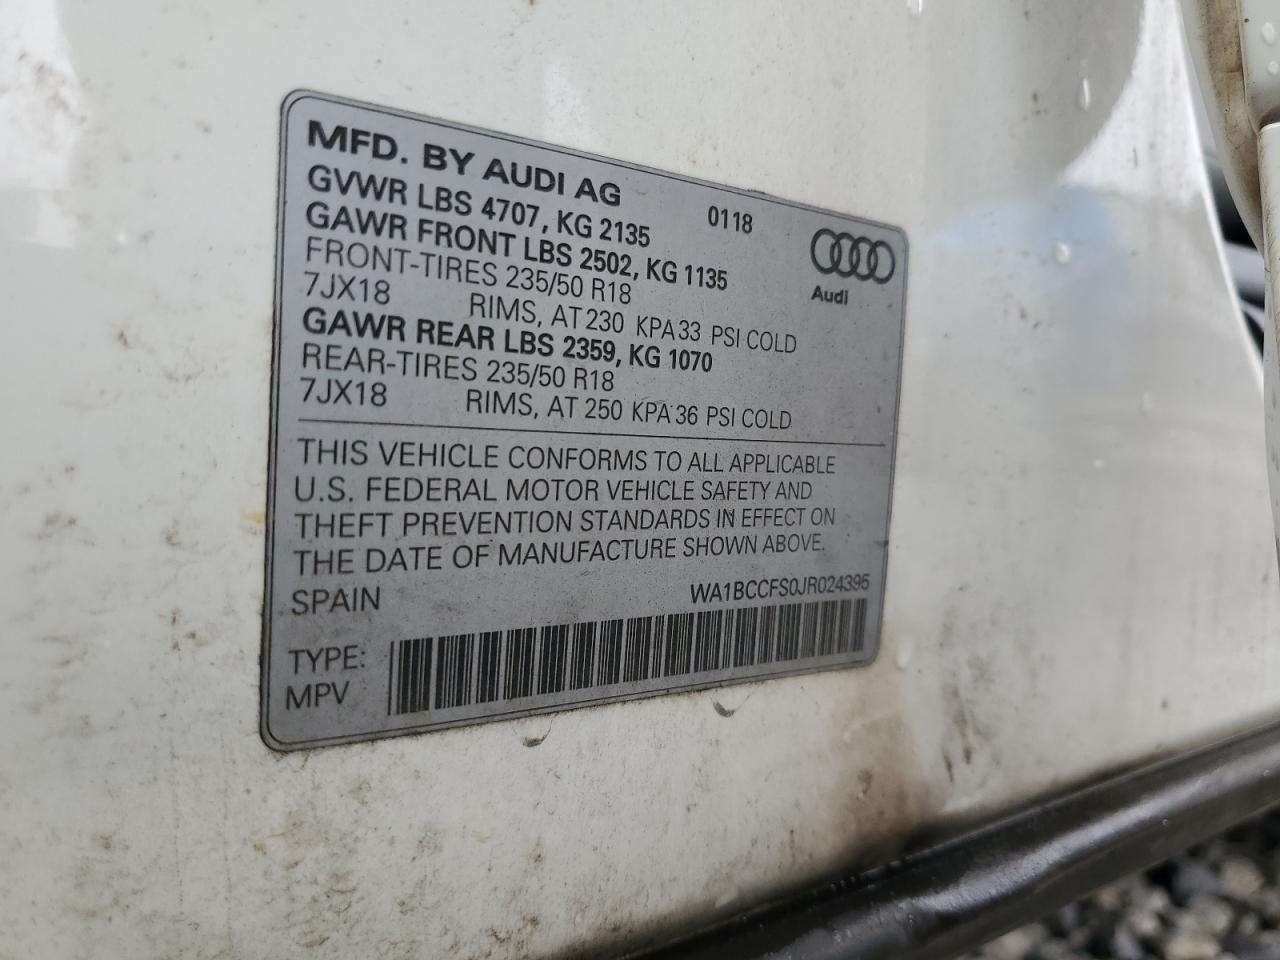 MFD. BY AUDI AG 0118
GVWR LBS 4707, KG 2135
GAWR FRONT LBS 2502, KG 1135
FRONT-TIRES 235/50 R18
7JX18 RIMS, AT 230 KPA 33 PSI COLD
GAWR REAR LBS 2359, KG 1070
REAR-TIRES 235/50 R18
7JX18 RIMS, AT 250 KPA 36 PSI COLD
Audi
THIS VEHICLE CONFORMS TO ALL APPLICABLE
U.S. FEDERAL MOTOR VEHICLE SAFETY AND
THEFT PREVENTION STANDARDS IN EFFECT ON
THE DATE OF MANUFACTURE SHOWN ABOVE.
SPAIN WA1BCCFS0JR024395
TYPE:
MPV